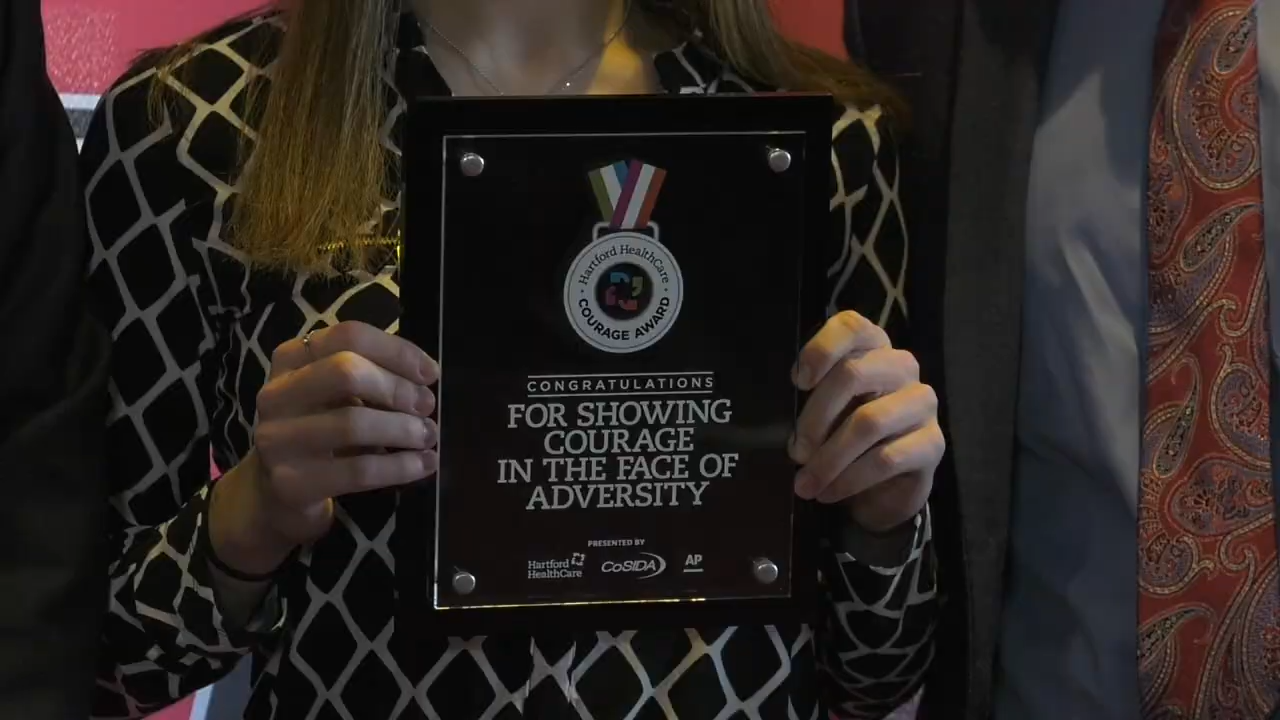 Hartford HealthCare
COURAGE AWARD
CONGRATULATIONS
FOR SHOWING
COURAGE
IN THE FACE OF
ADVERSITY
PRESENTED BY
Hartford
HealthCare
CoSIDA
AP